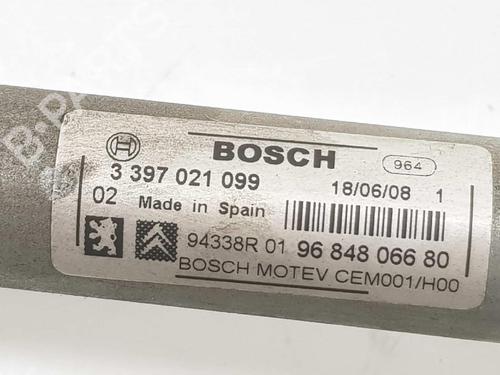 BOSCH 964
3 397 021 099 18/06/08 1
02 Made in Spain
94338R 01 96 848 066 80
BOSCH MOTEV CEM001/H00
B-PARTS